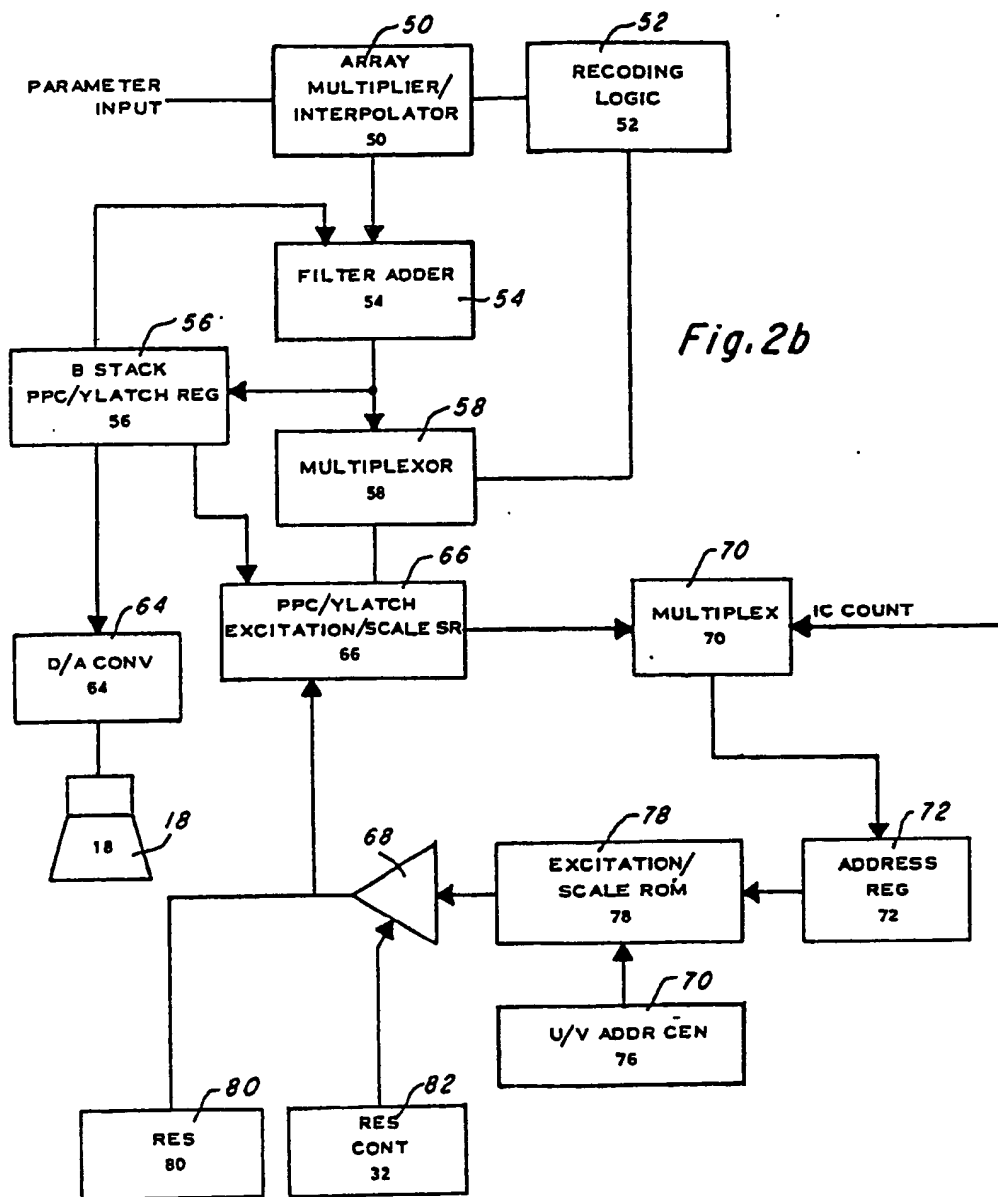 50
ARRAY
MULTIPLIER/
INTERPOLATOR
50
PARAMETER
INPUT
52
RECODING
LOGIC
52
FILTER ADDER
54
54
Fig.2b
56
B STACK
PPC/YLATCH REG
56
58
MULTIPLEXOR
58
66
PPC/YLATCH
EXCITATION/SCALE SR
66
70
MULTIPLEX
70
IC COUNT
64
D/A CONV
64
18
18
68
78
EXCITATION/
SCALE ROM
78
72
ADDRESS
REG
72
70
U/V ADDR CEN
76
80
RES
80
82
RES
CONT
32